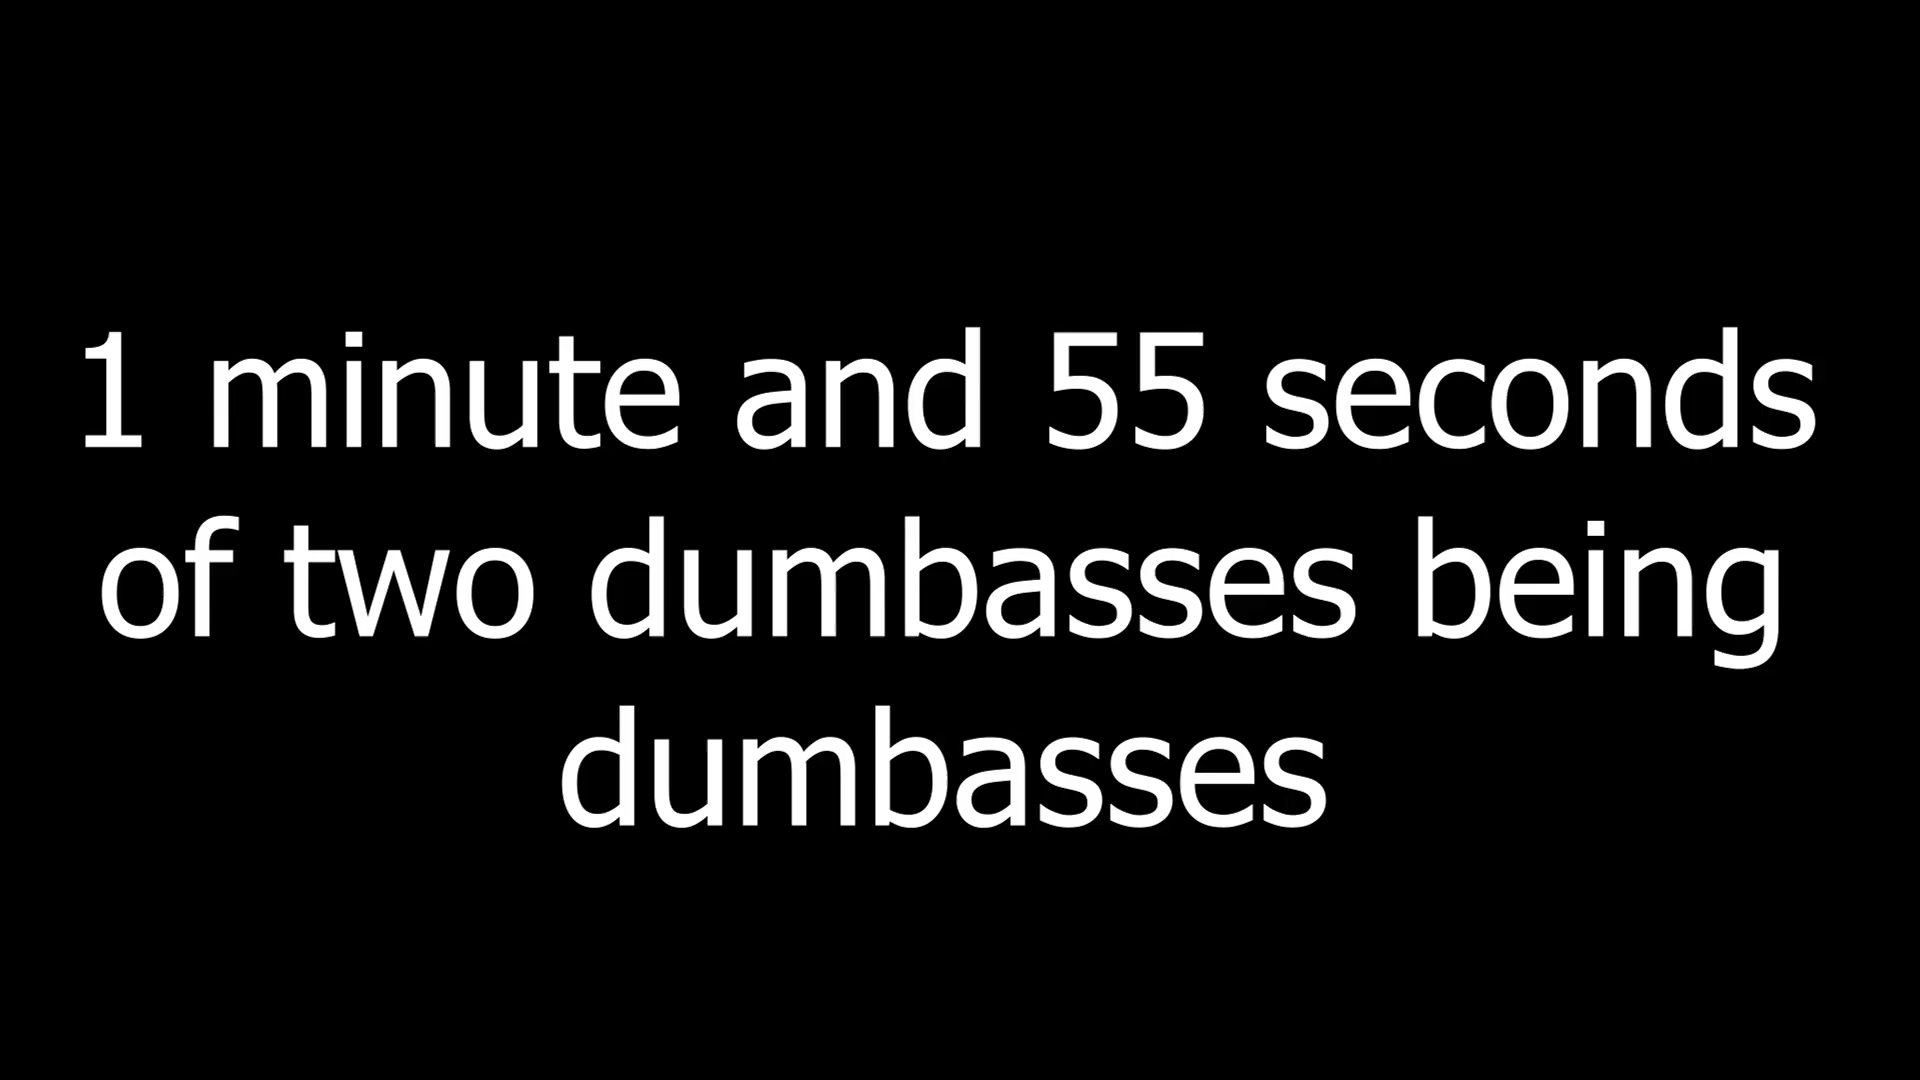 1 minute and 55 seconds
of two dumbasses being
dumbasses